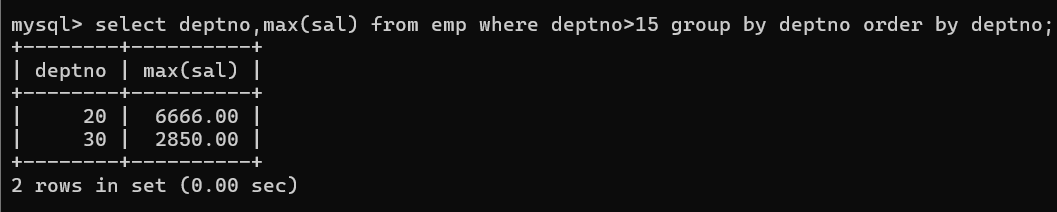 mysql> select deptno,max(sal) from emp where deptno>15 group by deptno order by deptno;
+--------+----------+
| deptno | max(sal) |
+--------+----------+
|     20 |  6666.00 |
|     30 |  2850.00 |
+--------+----------+
2 rows in set (0.00 sec)